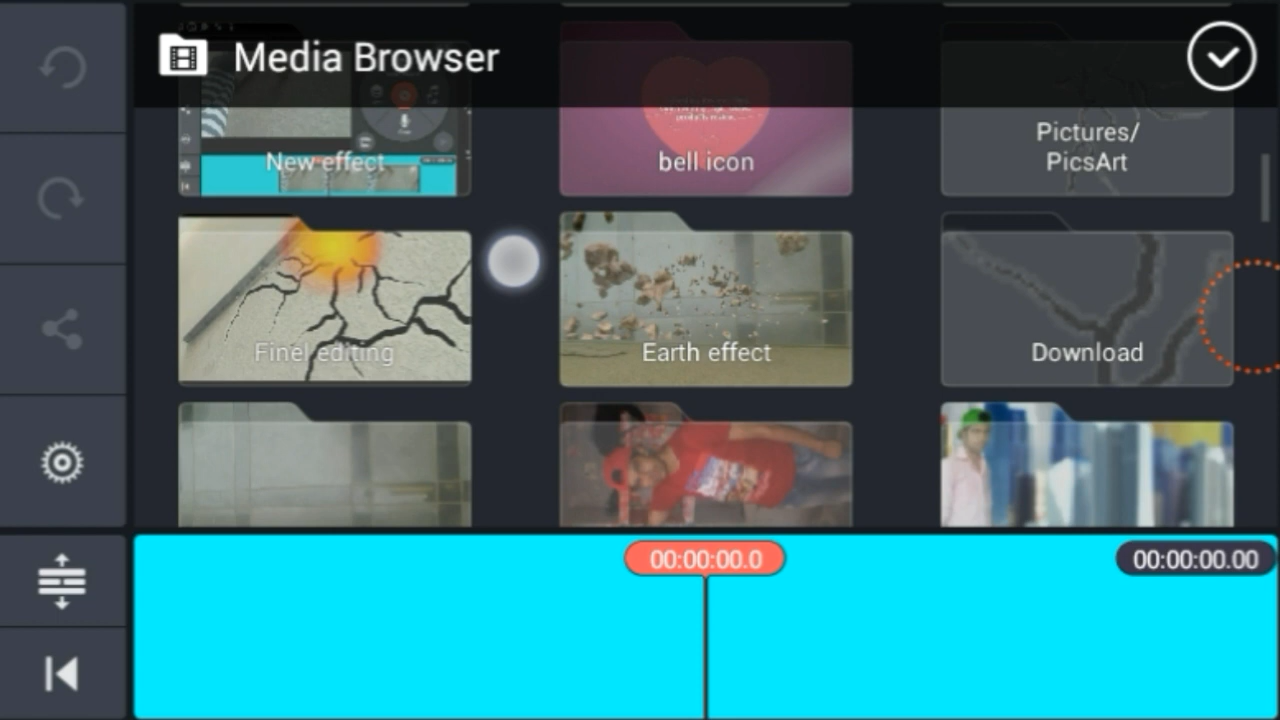 Media Browser
New effect
bell icon
Pictures/
PicsArt
Finel editing
Earth effect
Download
00:00:00.0
00:00:00.00